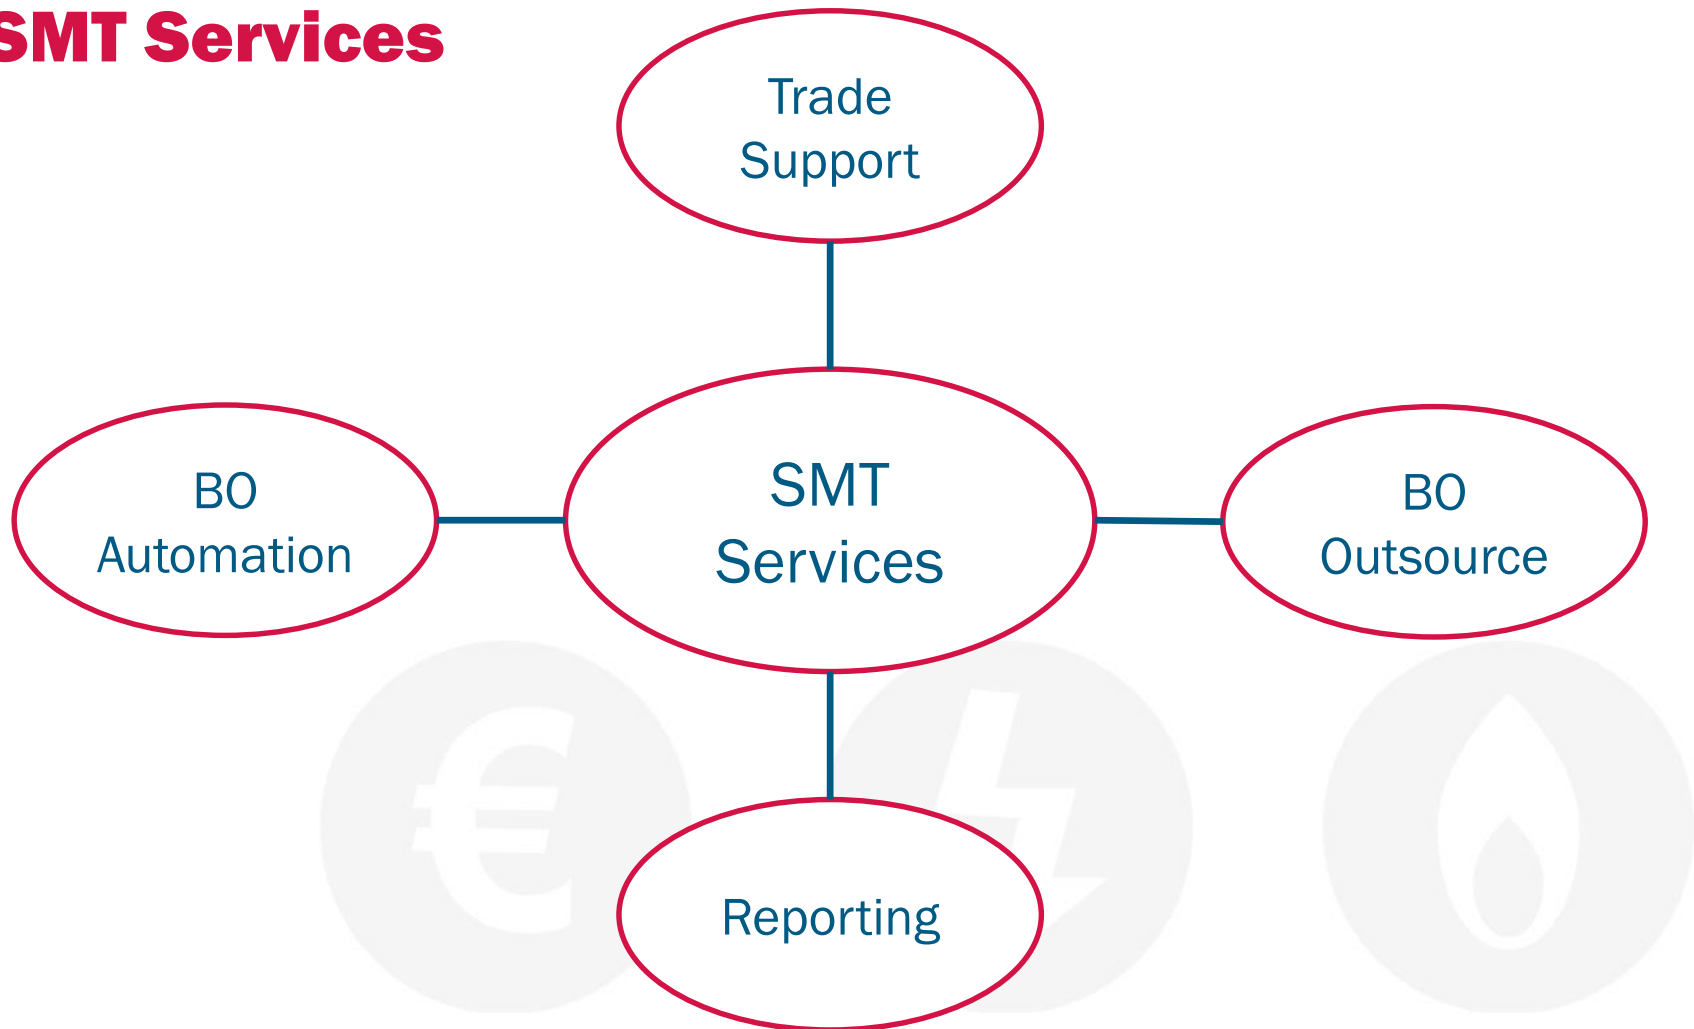 SMT Services
Trade
Support
BO
Automation
SMT
Services
BO
Outsource
Reporting